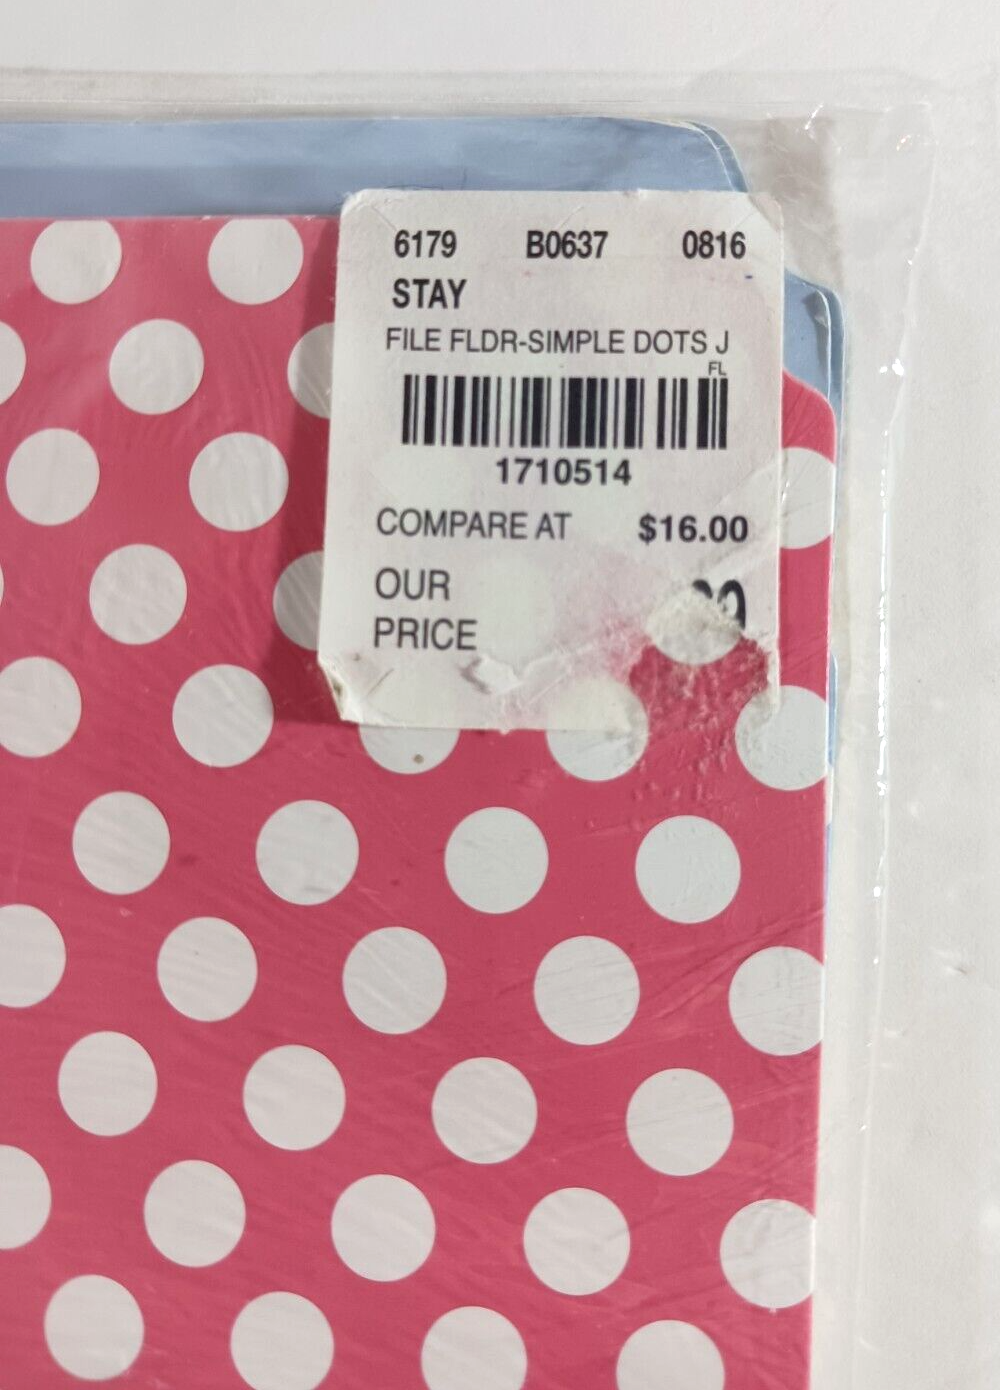 6179 B0637 0816
STAY
FILE FLDR-SIMPLE DOTS J
FL
1710514
COMPARE AT $16.00
OUR
PRICE